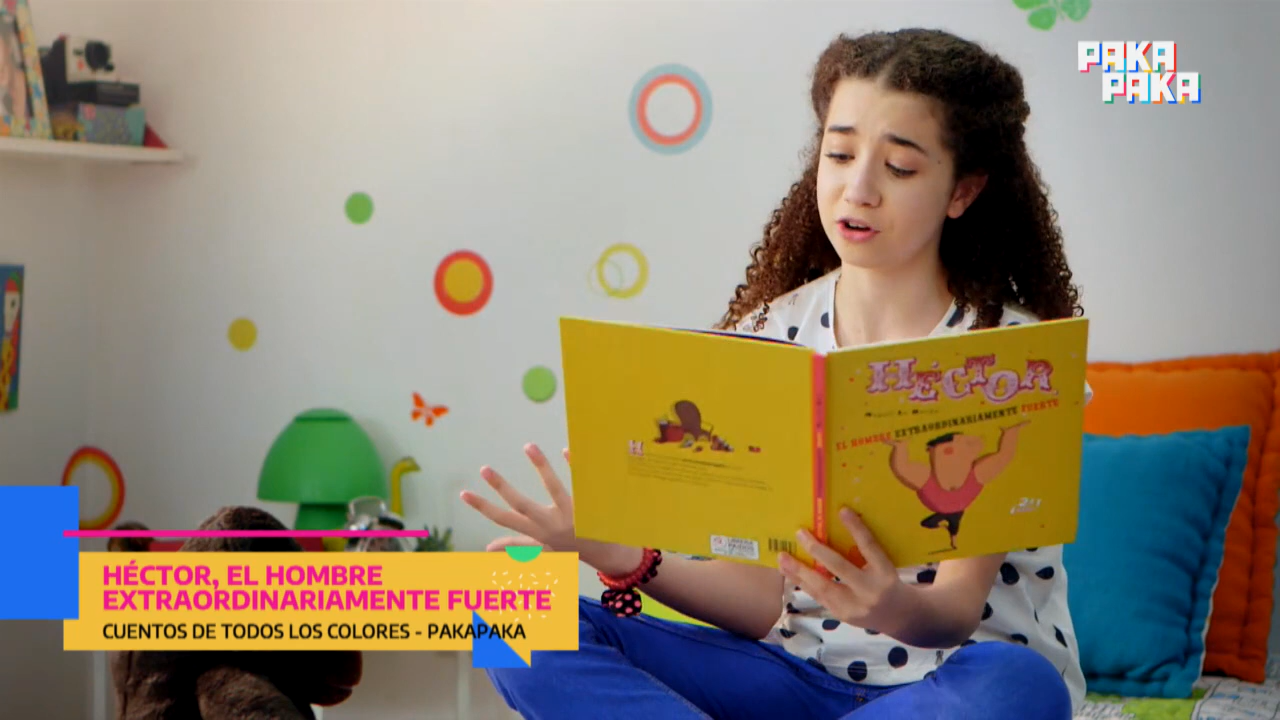 PAKA
PAKA
HÉCTOR
EL HOMBRE EXTRAORDINARIAMENTE FUERTE
HÉCTOR, EL HOMBRE
EXTRAORDINARIAMENTE FUERTE
CUENTOS DE TODOS LOS COLORES - PAKAPAKA